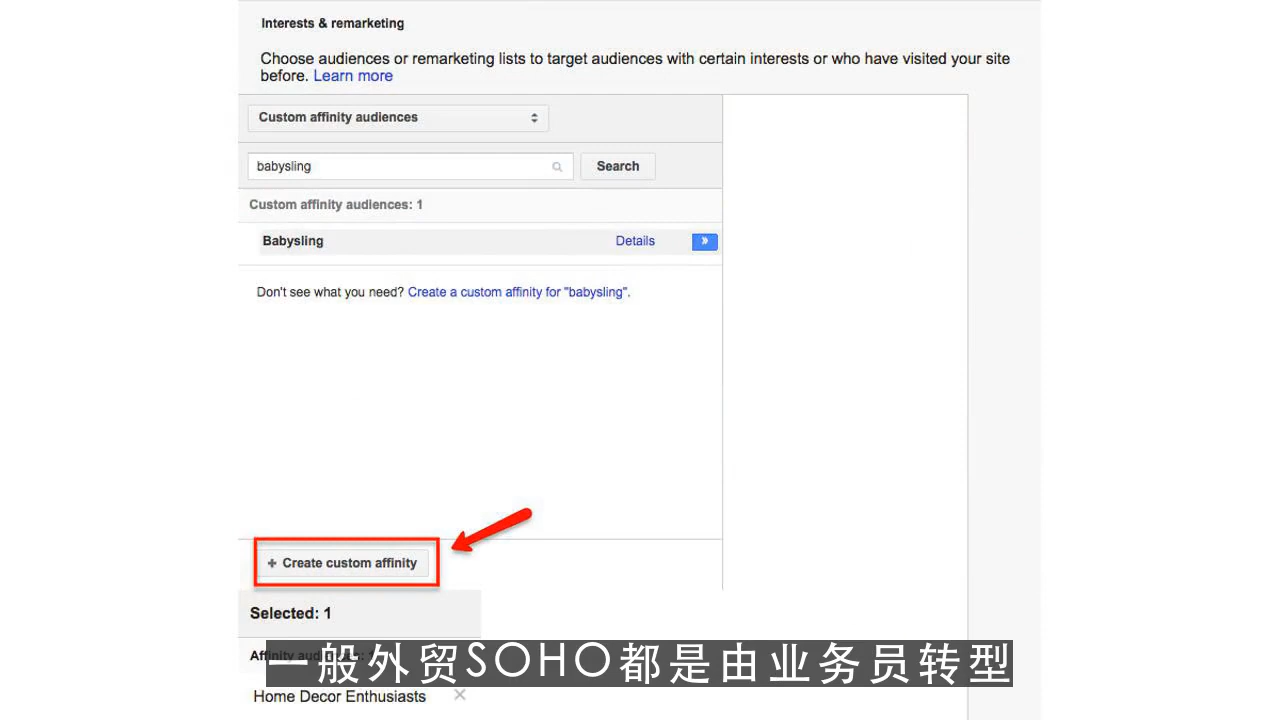 Interests & remarketing
Choose audiences or remarketing lists to target audiences with certain interests or who have visited your site
before. Learn more
Custom affinity audiences
babysling
Search
Custom affinity audiences: 1
Babysling
Details
»
Don't see what you need? Create a custom affinity for "babysling".
+ Create custom affinity
Selected: 1
一般外贸SOHO都是由业务员转型
Home Decor Enthusiasts